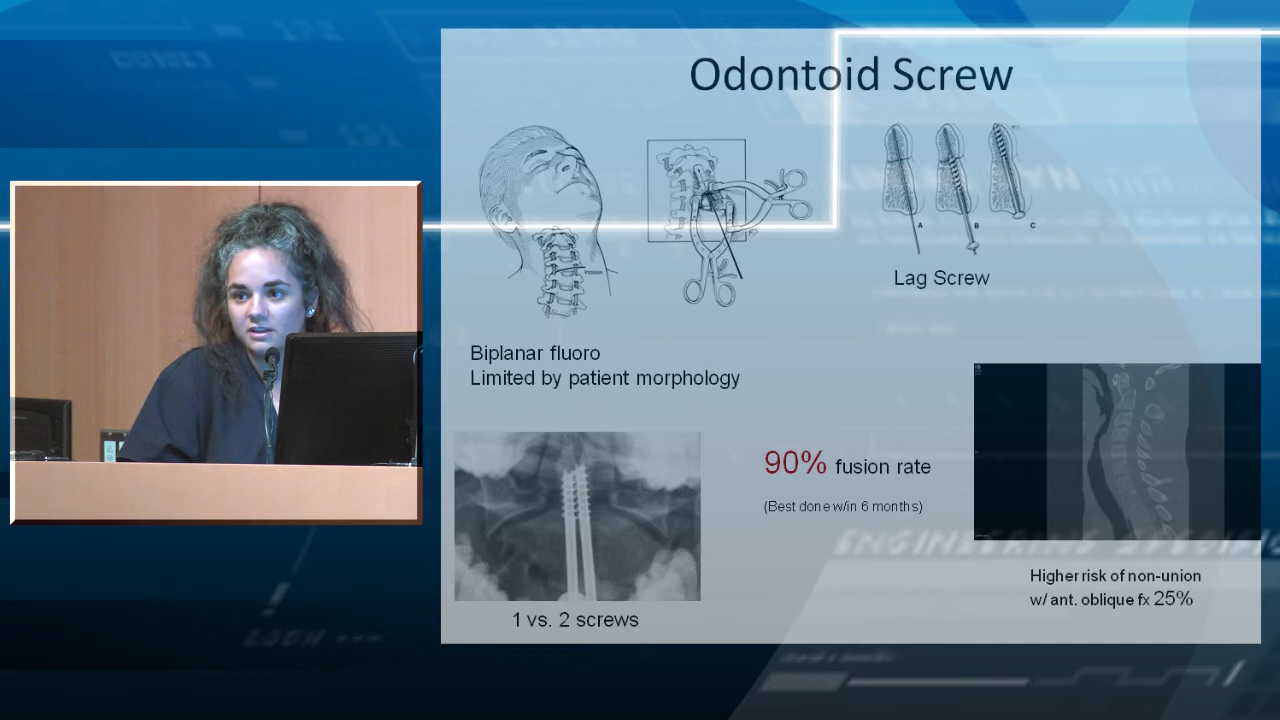 Odontoid Screw
incision
A
B
C
Lag Screw
Biplanar fluoro
Limited by patient morphology
90% fusion rate
(Best done w/in 6 months)
1 vs. 2 screws
Higher risk of non-union
w/ ant. oblique fx 25%